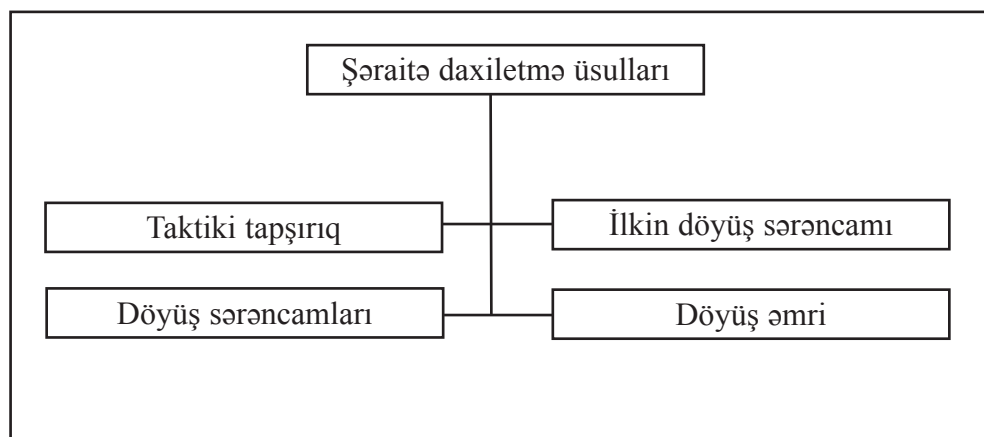 Şəraitə daxiletmə üsulları
Taktiki tapşırıq
İlkin döyüş sərəncamı
Döyüş sərəncamları
Döyüş əmri